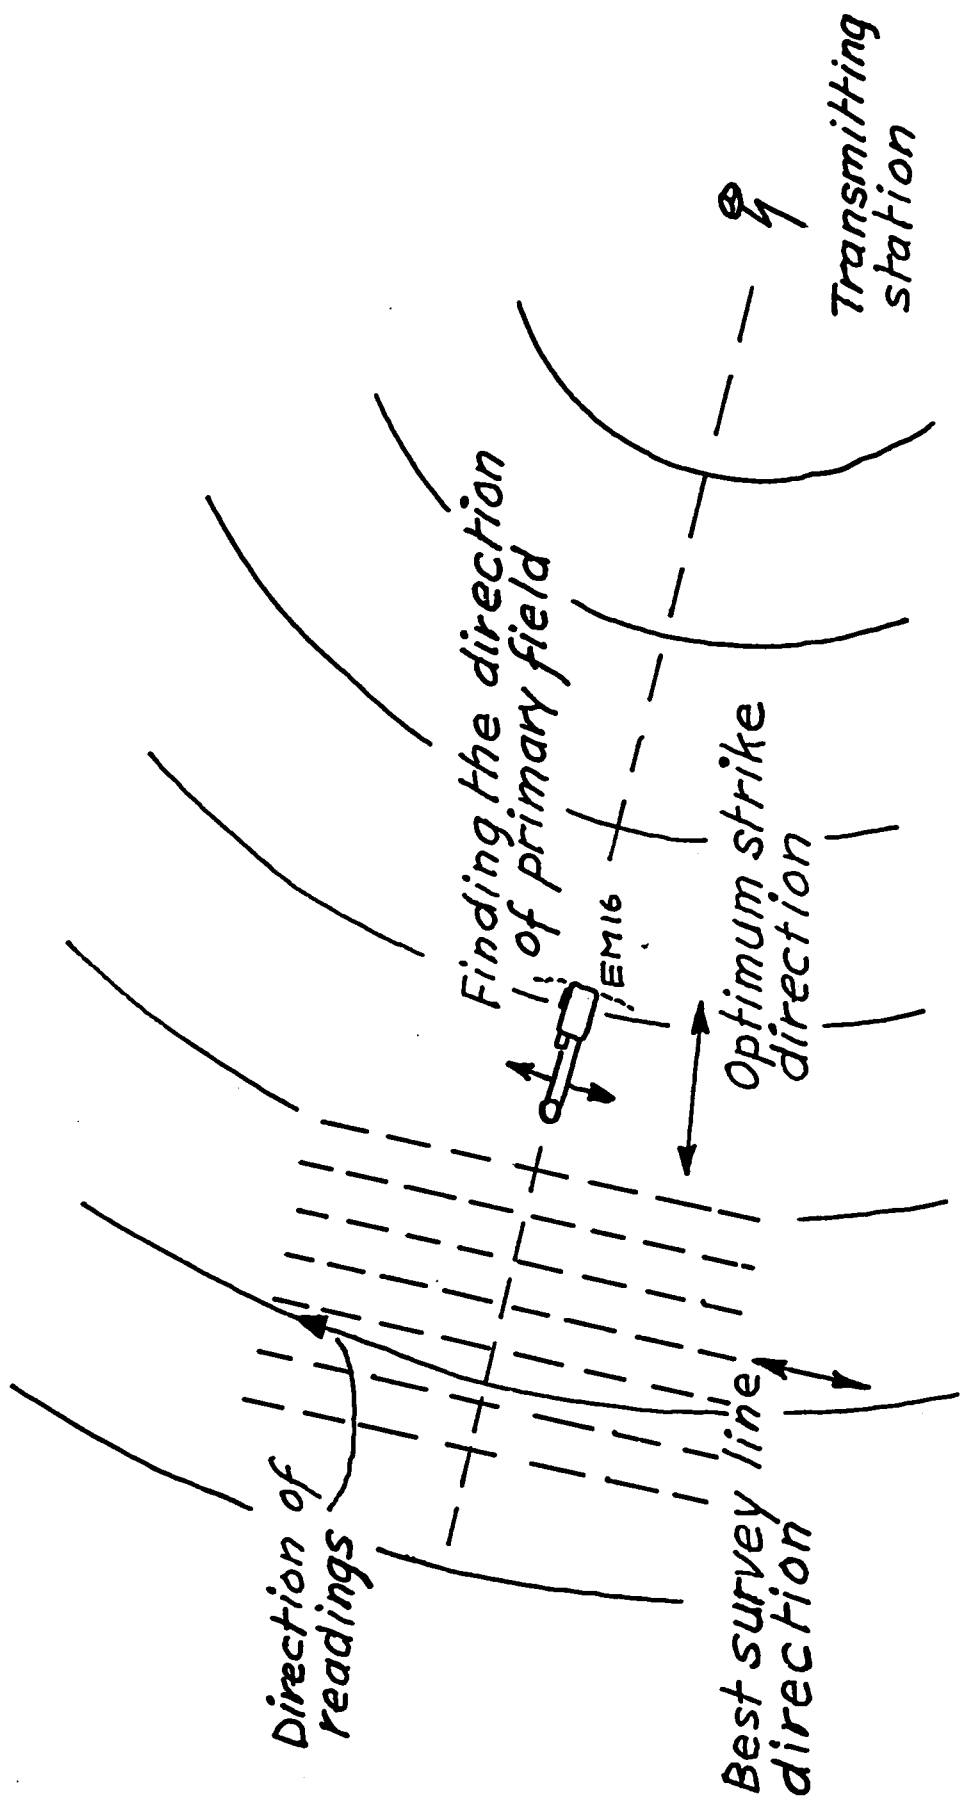 Direction of
readings
Finding the direction
of primary field
EM16
Transmitting
station
Optimum strike
direction
Best survey line
direction